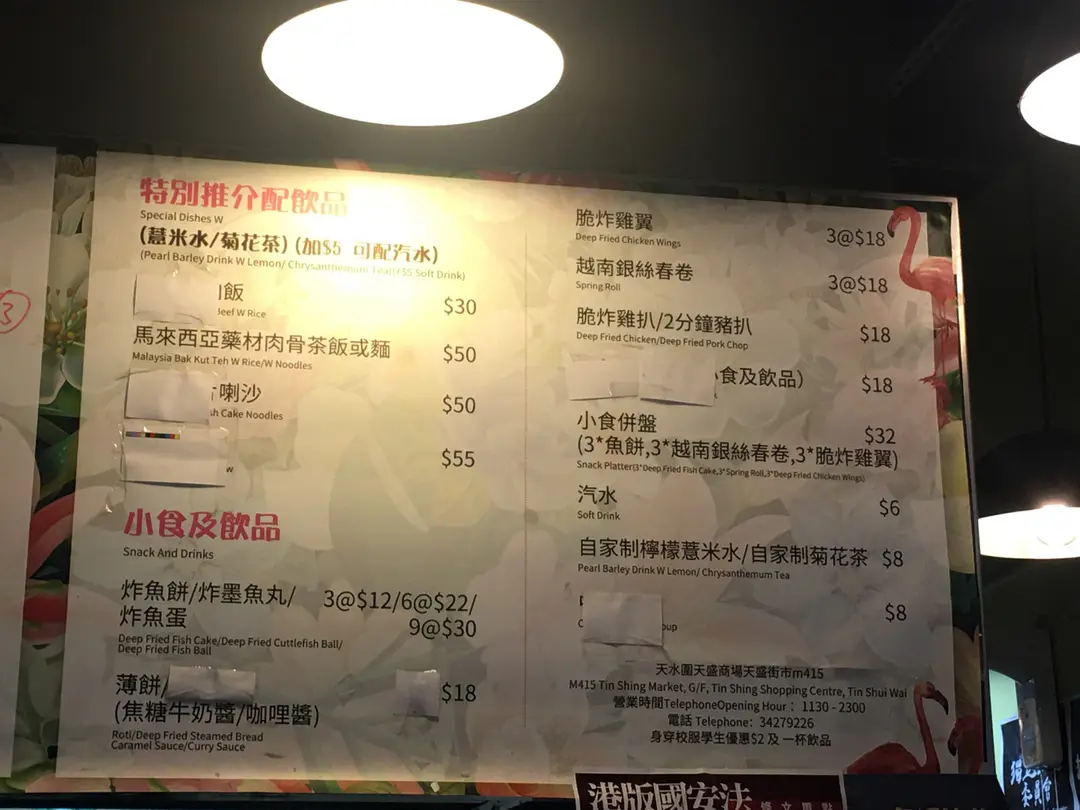 特別推介配飲品
Special Dishes W
(薏米水/菊花茶) (加$5 可配汽水)
(Pearl Barley Drink W Lemon/ Chrysanthemum Tea)(+$5 Soft Drink)
飯 $30
Beef W Rice
馬來西亞藥材肉骨茶飯或麵 $50
Malaysia Bak Kut Teh W Rice/W Noodles
喇沙 $50
Cake Noodles
$55
W
小食及飲品
Snack And Drinks
炸魚餅/炸墨魚丸/ 3@$12/6@$22/
炸魚蛋 9@$30
Deep Fried Fish Cake/Deep Fried Cuttlefish Ball/
Deep Fried Fish Ball
薄餅/ $18
(焦糖牛奶醬/咖哩醬)
Roti/Deep Fried Steamed Bread
Caramel Sauce/Curry Sauce
脆炸雞翼 3@$18
Deep Fried Chicken Wings
越南銀絲春卷 3@$18
Spring Roll
脆炸雞扒/2分鐘豬扒 $18
Deep Fried Chicken/Deep Fried Pork Chop
小食及飲品) $18
小食併盤 $32
(3*魚餅,3*越南銀絲春卷,3*脆炸雞翼)
Snack Platter(3*Deep Fried Fish Cake,3*Spring Roll,3*Deep Fried Chicken Wings)
汽水 $6
Soft Drink
自家制檸檬薏米水/自家制菊花茶 $8
Pearl Barley Drink W Lemon/ Chrysanthemum Tea
$8
oup
天水圍天盛商場天盛街市m415
M415 Tin Shing Market, G/F, Tin Shing Shopping Centre, Tin Shui Wai
營業時間TelephoneOpening Hour： 1130 - 2300
電話 Telephone: 34279226
身穿校服學生優惠$2 及 一杯飲品
港版國安法 條文重點